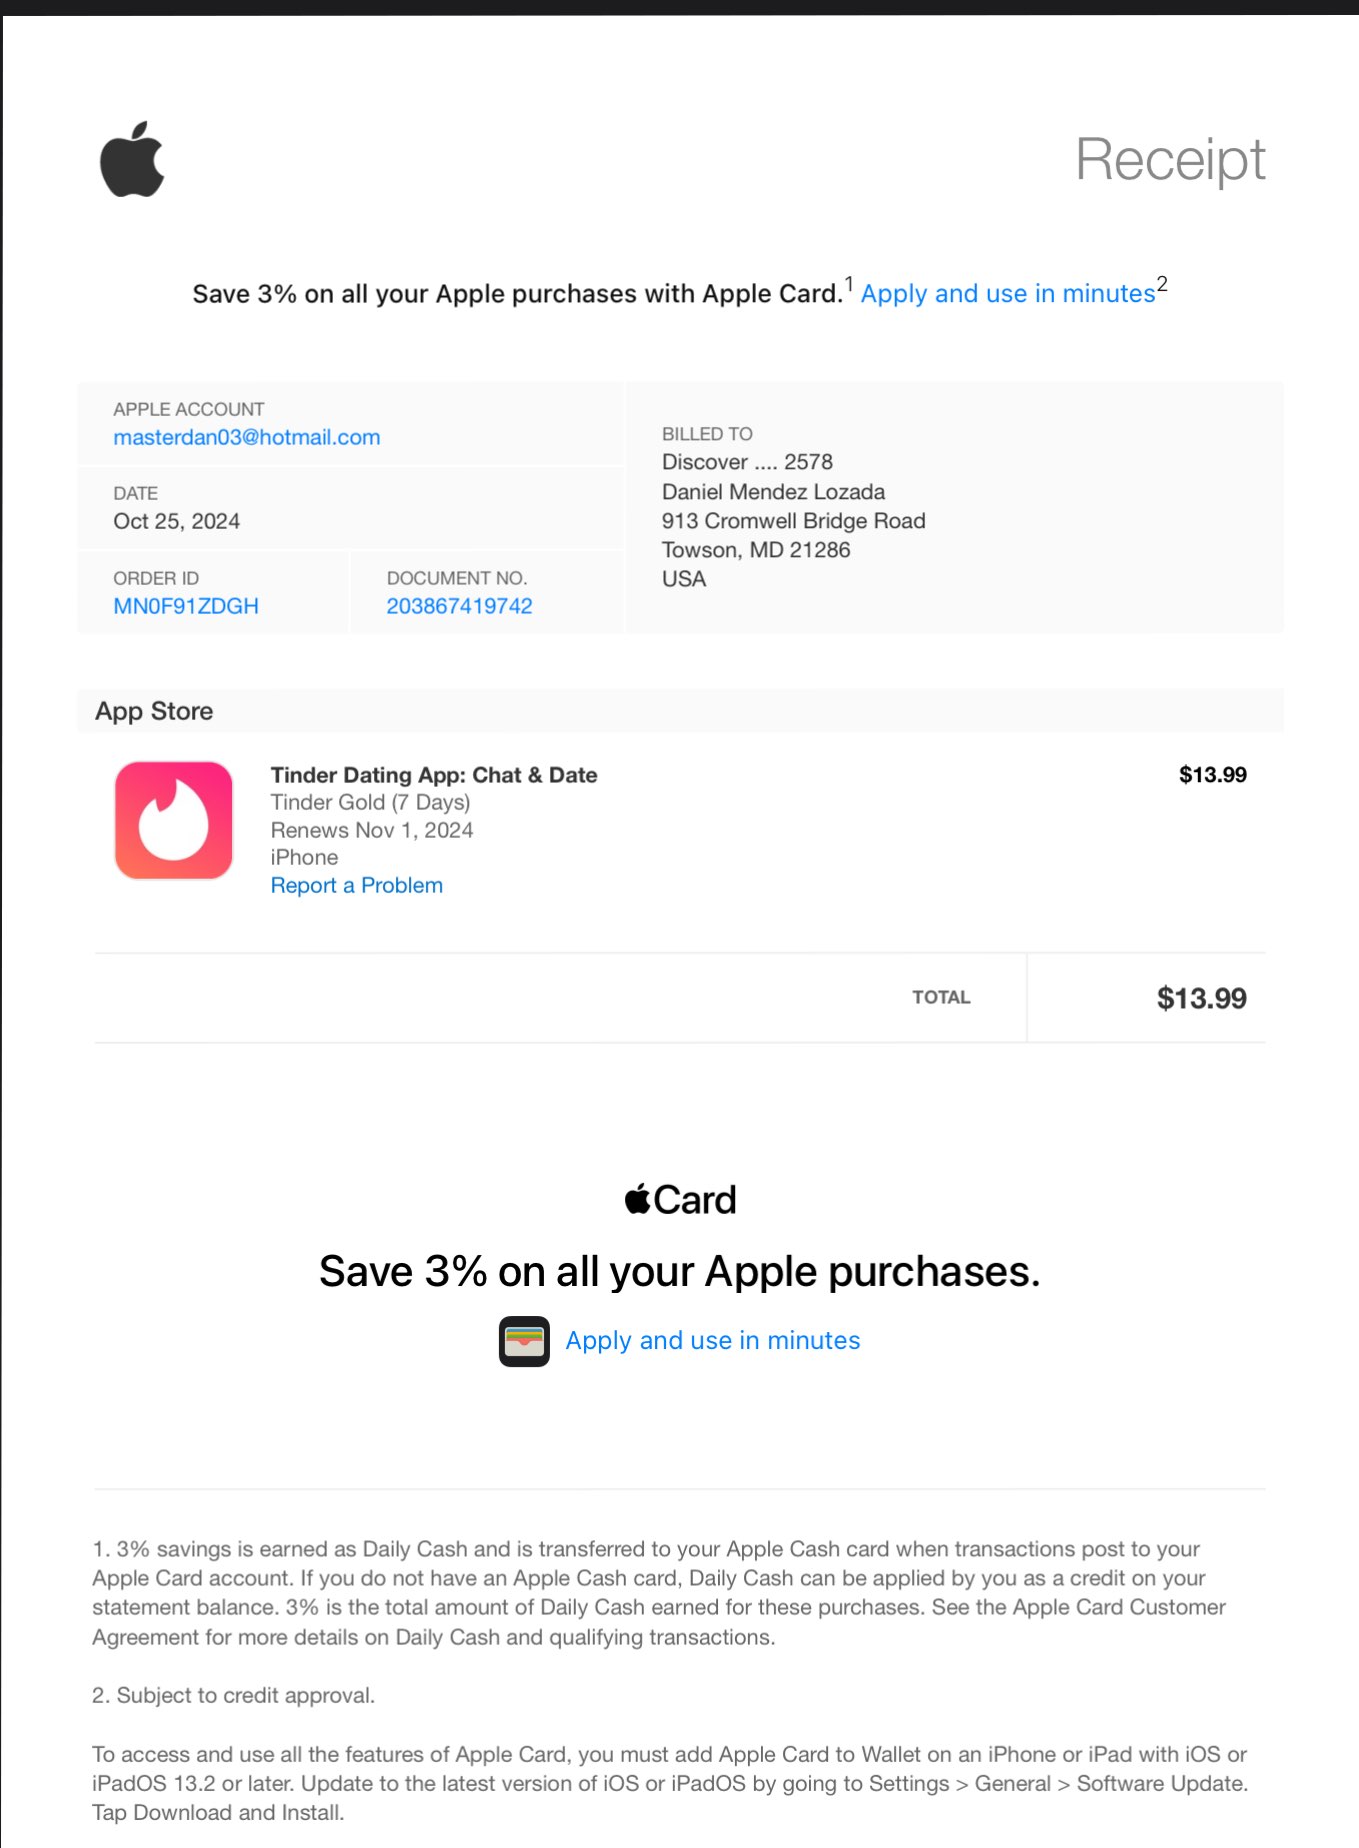 Receipt
Save 3% on all your Apple purchases with Apple Card.1 Apply and use in minutes2
APPLE ACCOUNT
masterdan03@hotmail.com
DATE
Oct 25, 2024
ORDER ID
MN0F91ZDGH
DOCUMENT NO.
203867419742
BILLED TO
Discover .... 2578
Daniel Mendez Lozada
913 Cromwell Bridge Road
Towson, MD 21286
USA
App Store
Tinder Dating App: Chat & Date
$13.99
Tinder Gold (7 Days)
Renews Nov 1, 2024
iPhone
Report a Problem
TOTAL
$13.99
Card
Save 3% on all your Apple purchases.
Apply and use in minutes
1. 3% savings is earned as Daily Cash and is transferred to your Apple Cash card when transactions post to your
Apple Card account. If you do not have an Apple Cash card, Daily Cash can be applied by you as a credit on your
statement balance. 3% is the total amount of Daily Cash earned for these purchases. See the Apple Card Customer
Agreement for more details on Daily Cash and qualifying transactions.
2. Subject to credit approval.
To access and use all the features of Apple Card, you must add Apple Card to Wallet on an iPhone or iPad with iOS or
iPadOS 13.2 or later. Update to the latest version of iOS or iPadOS by going to Settings > General > Software Update.
Tap Download and Install.